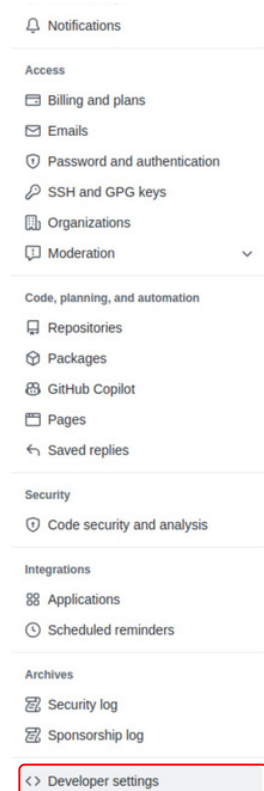 Notifications
Access
Billing and plans
Emails
Password and authentication
SSH and GPG keys
Organizations
Moderation
Code, planning, and automation
Repositories
Packages
GitHub Copilot
Pages
Saved replies
Security
Code security and analysis
Integrations
Applications
Scheduled reminders
Archives
Security log
Sponsorship log
Developer settings